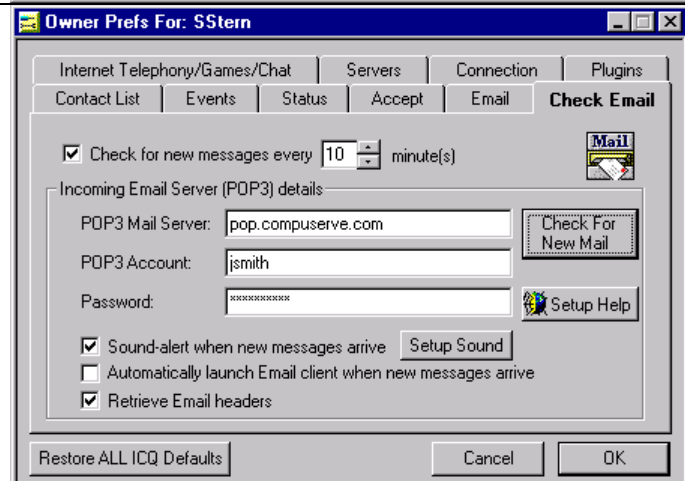 Owner Prefs For: SStern
Internet Telephony/Games/Chat Servers Connection Plugins
Contact List Events Status Accept Email Check Email
Check for new messages every 10 minute(s)
Mail
Incoming Email Server (POP3) details
POP3 Mail Server: pop.compuserve.com
Check For
New Mail
POP3 Account: jsmith
Password: xxxxxxxxxx
Setup Help
Sound-alert when new messages arrive Setup Sound
Automatically launch Email client when new messages arrive
Retrieve Email headers
Restore ALL ICQ Defaults Cancel OK